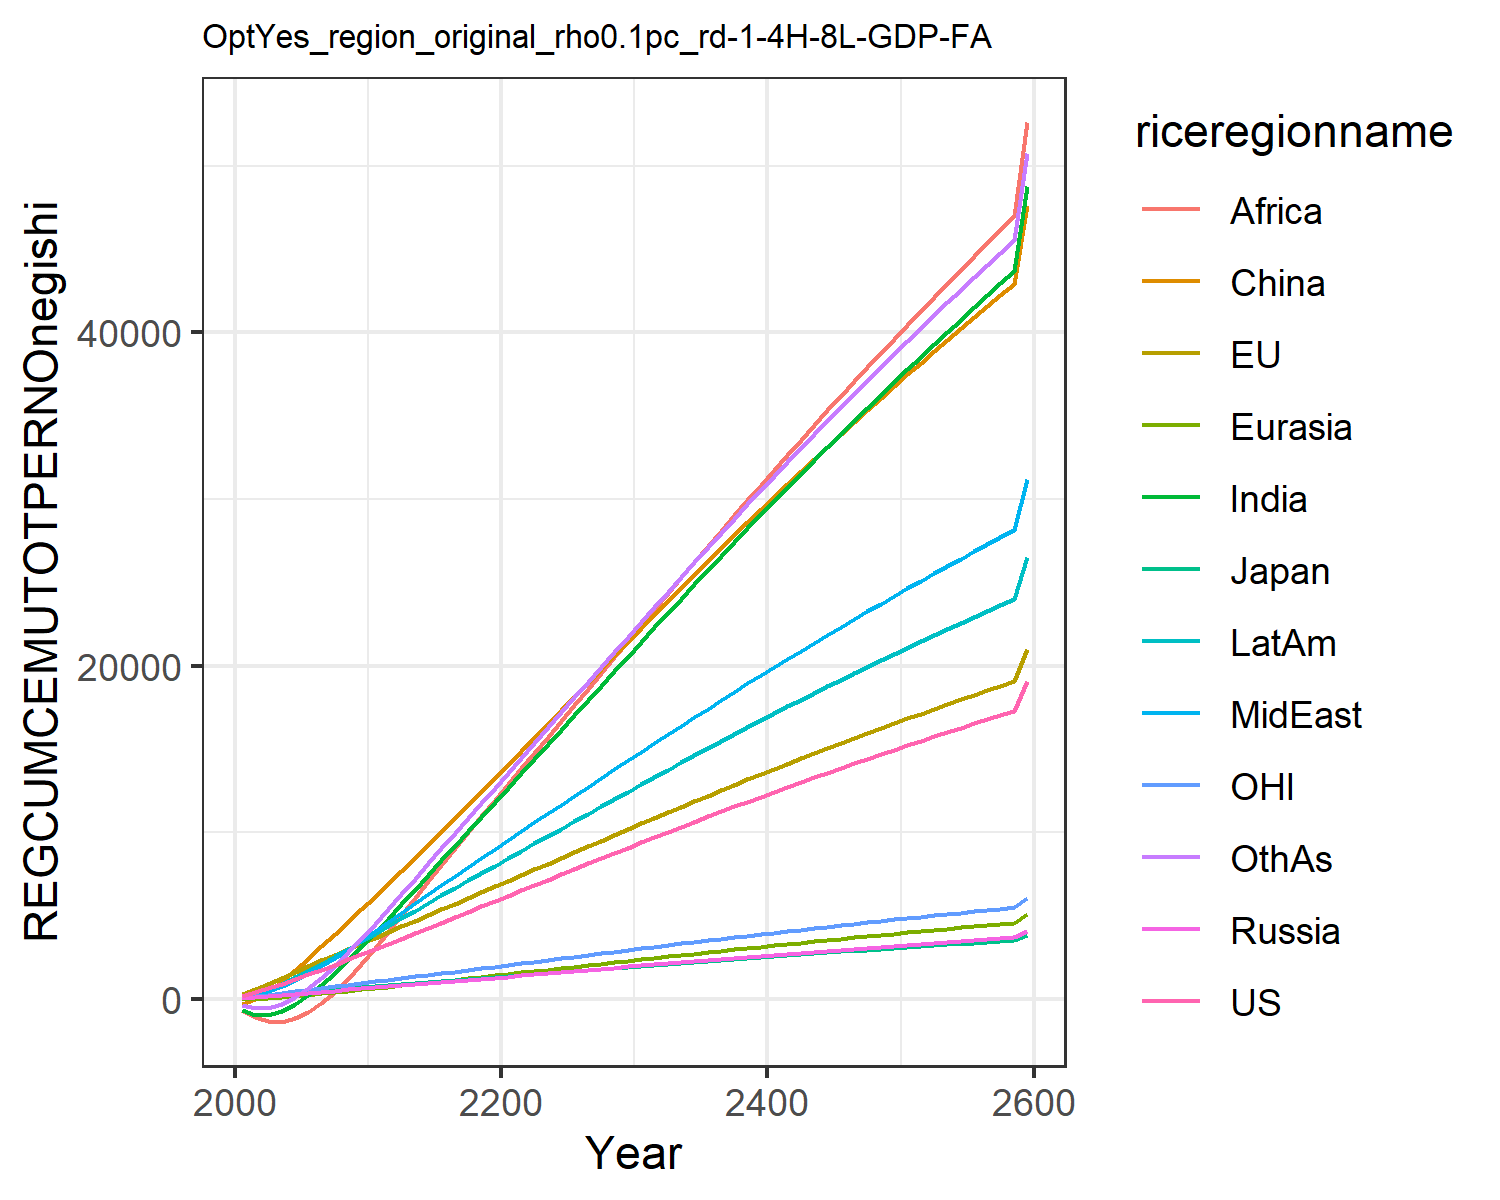 OptYes_region_original_rho0.1pc_rd-1-4H-8L-GDP-FA
REGCUMCEMUTOTPERNOnegishi
40000
20000
0
2000
2200
2400
2600
Year
riceregionname
Africa
China
EU
Eurasia
India
Japan
LatAm
MidEast
OHI
OthAs
Russia
US